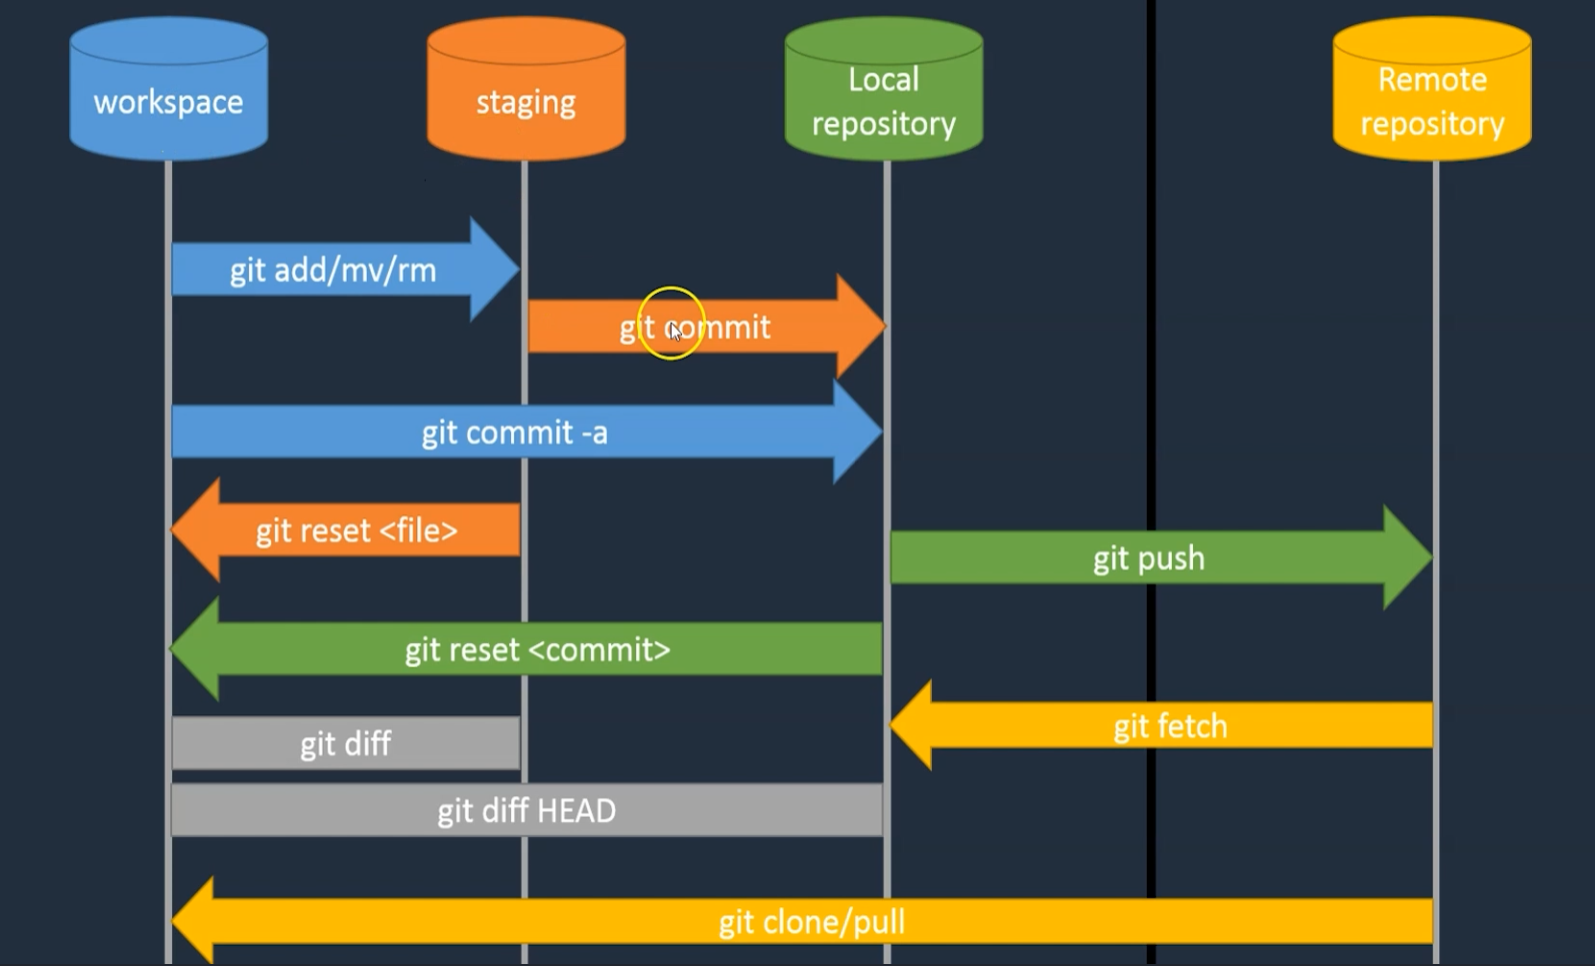 workspace
staging
Local
repository
Remote
repository
git add/mv/rm
git commit
git commit -a
git reset <file>
git push
git reset <commit>
git fetch
git diff
git diff HEAD
git clone/pull